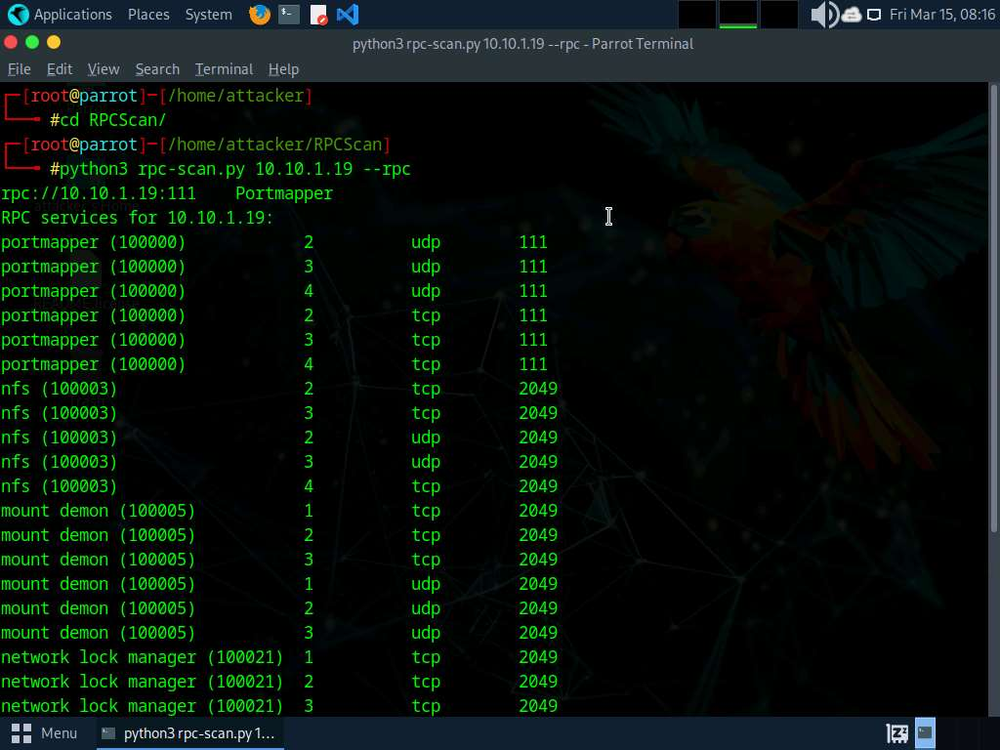 Applications Places System Fri Mar 15, 08:16
python3 rpc-scan.py 10.10.1.19 --rpc - Parrot Terminal
File Edit View Search Terminal Help
┌─[root@parrot]─[/home/attacker]
└──╼ #cd RPCScan/
┌─[root@parrot]─[/home/attacker/RPCScan]
└──╼ #python3 rpc-scan.py 10.10.1.19 --rpc
rpc://10.10.1.19:111 Portmapper
RPC services for 10.10.1.19:
portmapper (100000) 2 udp 111
portmapper (100000) 3 udp 111
portmapper (100000) 4 udp 111
portmapper (100000) 2 tcp 111
portmapper (100000) 3 tcp 111
portmapper (100000) 4 tcp 111
nfs (100003) 2 tcp 2049
nfs (100003) 3 tcp 2049
nfs (100003) 2 udp 2049
nfs (100003) 3 udp 2049
nfs (100003) 4 tcp 2049
mount demon (100005) 1 tcp 2049
mount demon (100005) 2 tcp 2049
mount demon (100005) 3 tcp 2049
mount demon (100005) 1 udp 2049
mount demon (100005) 2 udp 2049
mount demon (100005) 3 udp 2049
network lock manager (100021) 1 tcp 2049
network lock manager (100021) 2 tcp 2049
network lock manager (100021) 3 tcp 2049
Menu python3 rpc-scan.py 1...